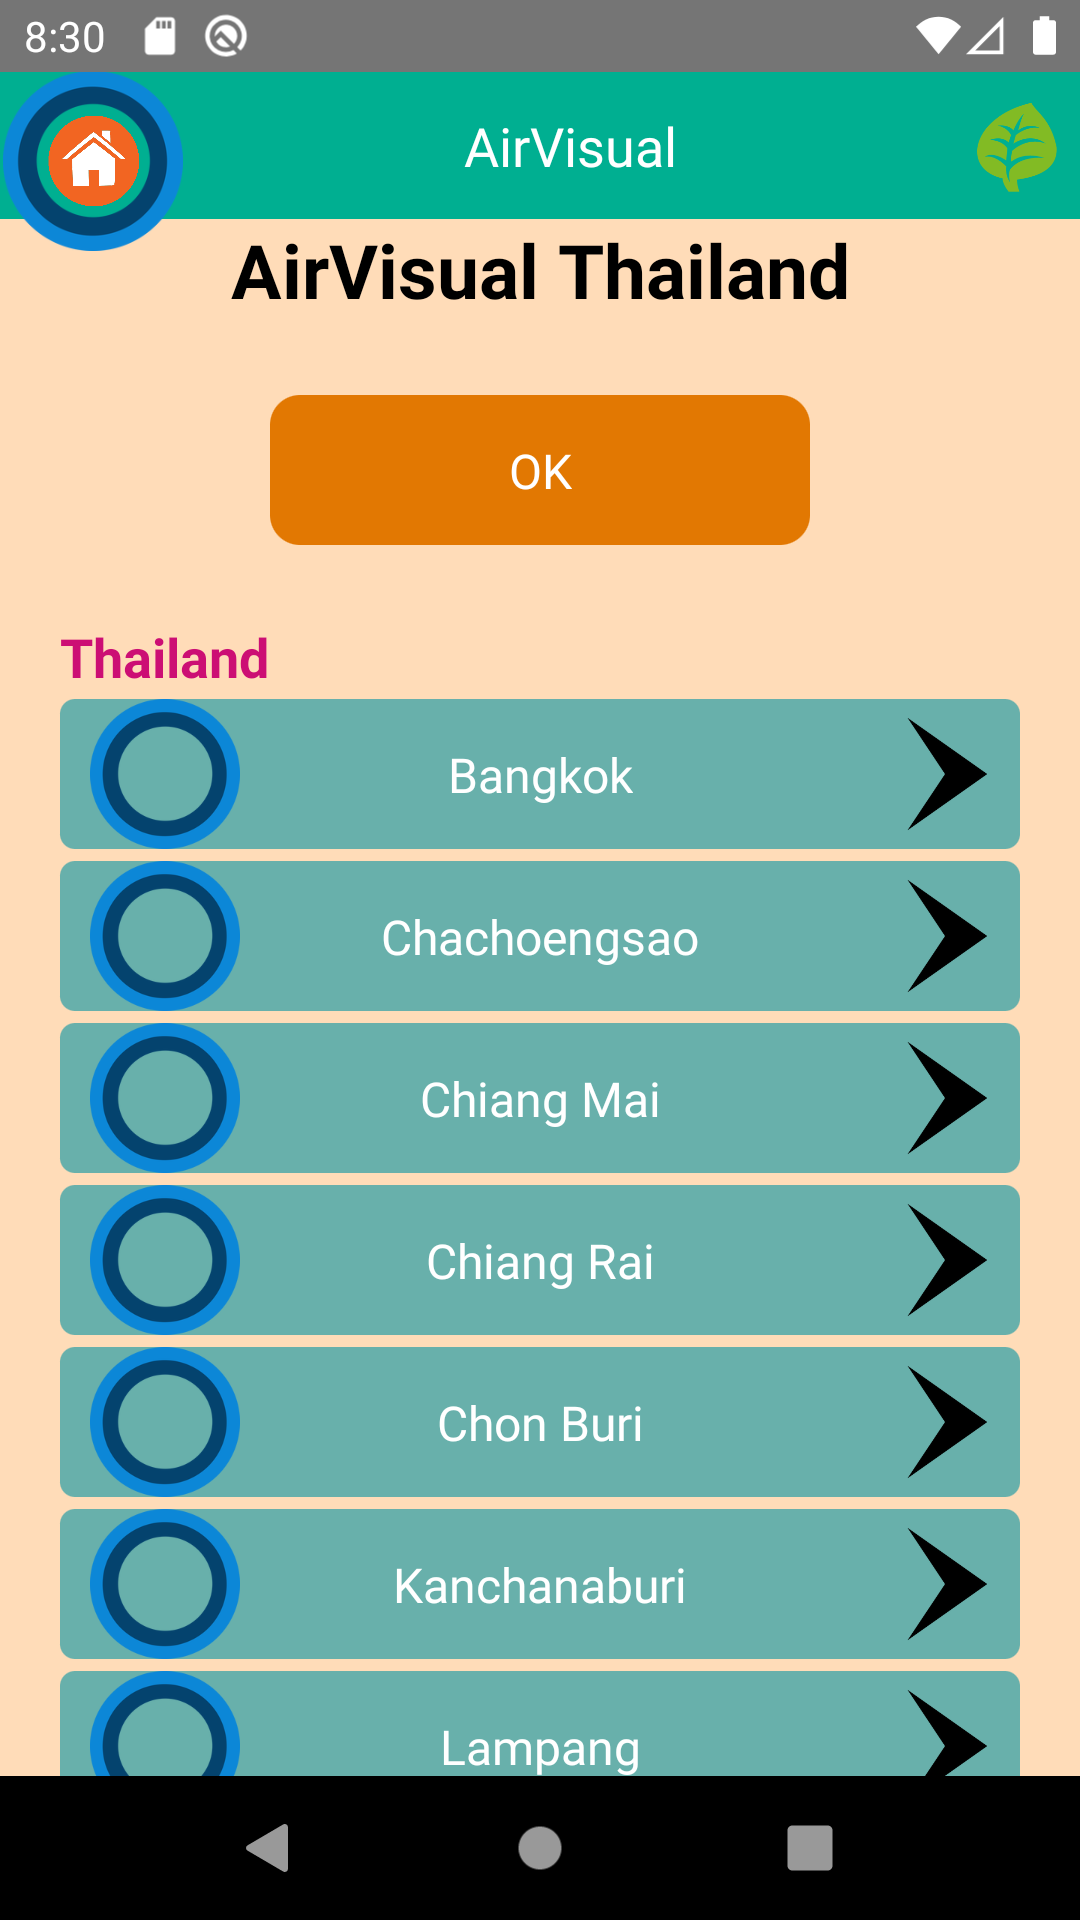 8:30
AirVisual
AirVisual Thailand
OK
Thailand
Bangkok
Chachoengsao
Chiang Mai
Chiang Rai
Chon Buri
Kanchanaburi
Lampang